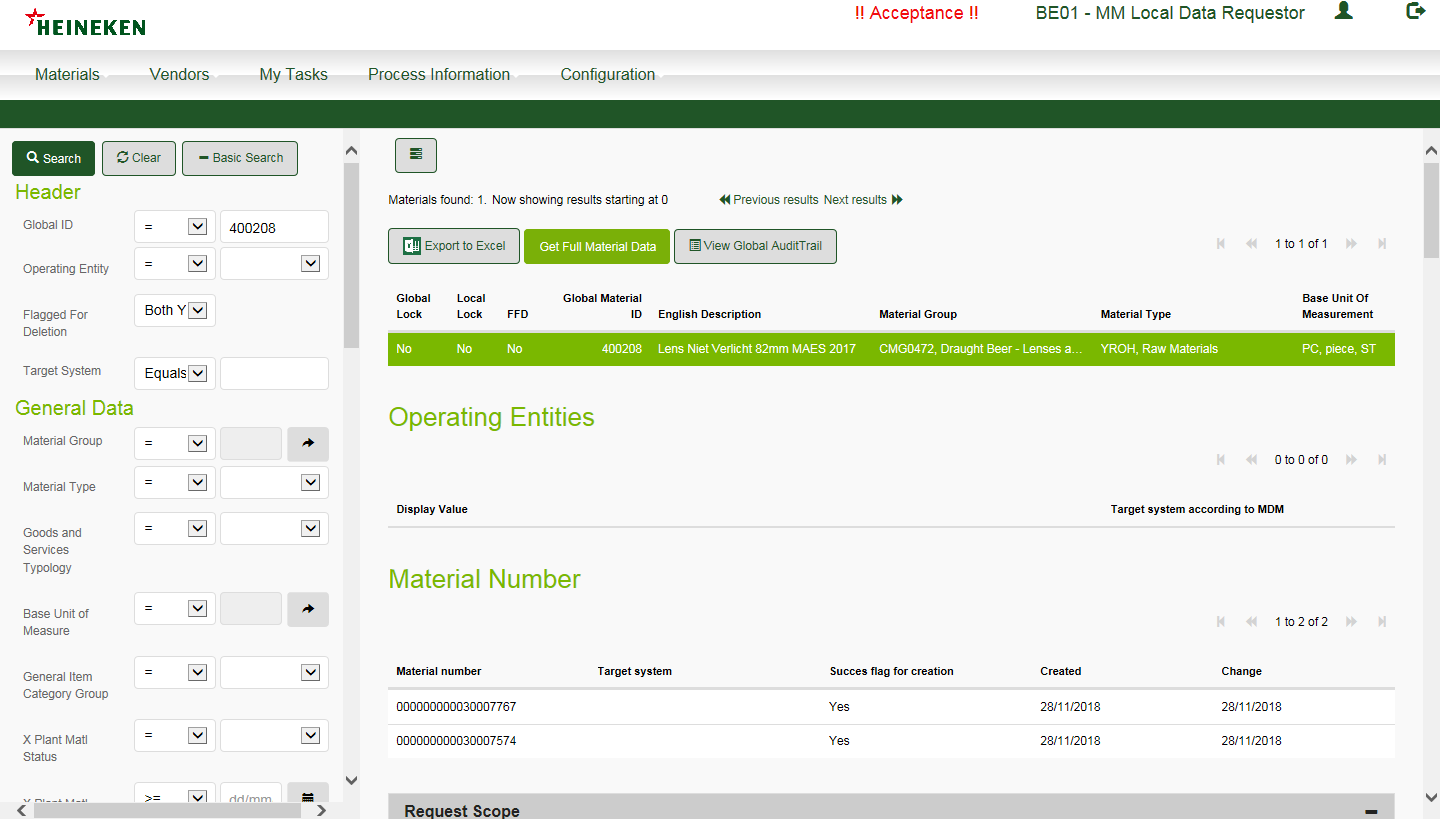 HEINEKEN
!! Acceptance !!
BE01 - MM Local Data Requestor
Materials Vendors My Tasks Process Information Configuration
Search Clear Basic Search
Header
Global ID = 400208
Operating Entity =
Flagged For Deletion Both Y
Target System Equals
General Data
Material Group =
Material Type =
Goods and Services Typology =
Base Unit of Measure =
General Item Category Group =
X Plant Matl Status =
X Plant Matl >= dd/mm
Materials found: 1. Now showing results starting at 0 Previous results Next results
Export to Excel Get Full Material Data View Global AuditTrail 1 to 1 of 1
Global Lock Local Lock FFD Global Material ID English Description Material Group Material Type Base Unit Of Measurement
No No No 400208 Lens Niet Verlicht 82mm MAES 2017 CMG0472, Draught Beer - Lenses a... YROH, Raw Materials PC, piece, ST
Operating Entities
0 to 0 of 0
Display Value Target system according to MDM
Material Number
1 to 2 of 2
Material number Target system Succes flag for creation Created Change
000000000030007767 Yes 28/11/2018 28/11/2018
000000000030007574 Yes 28/11/2018 28/11/2018
Request Scope